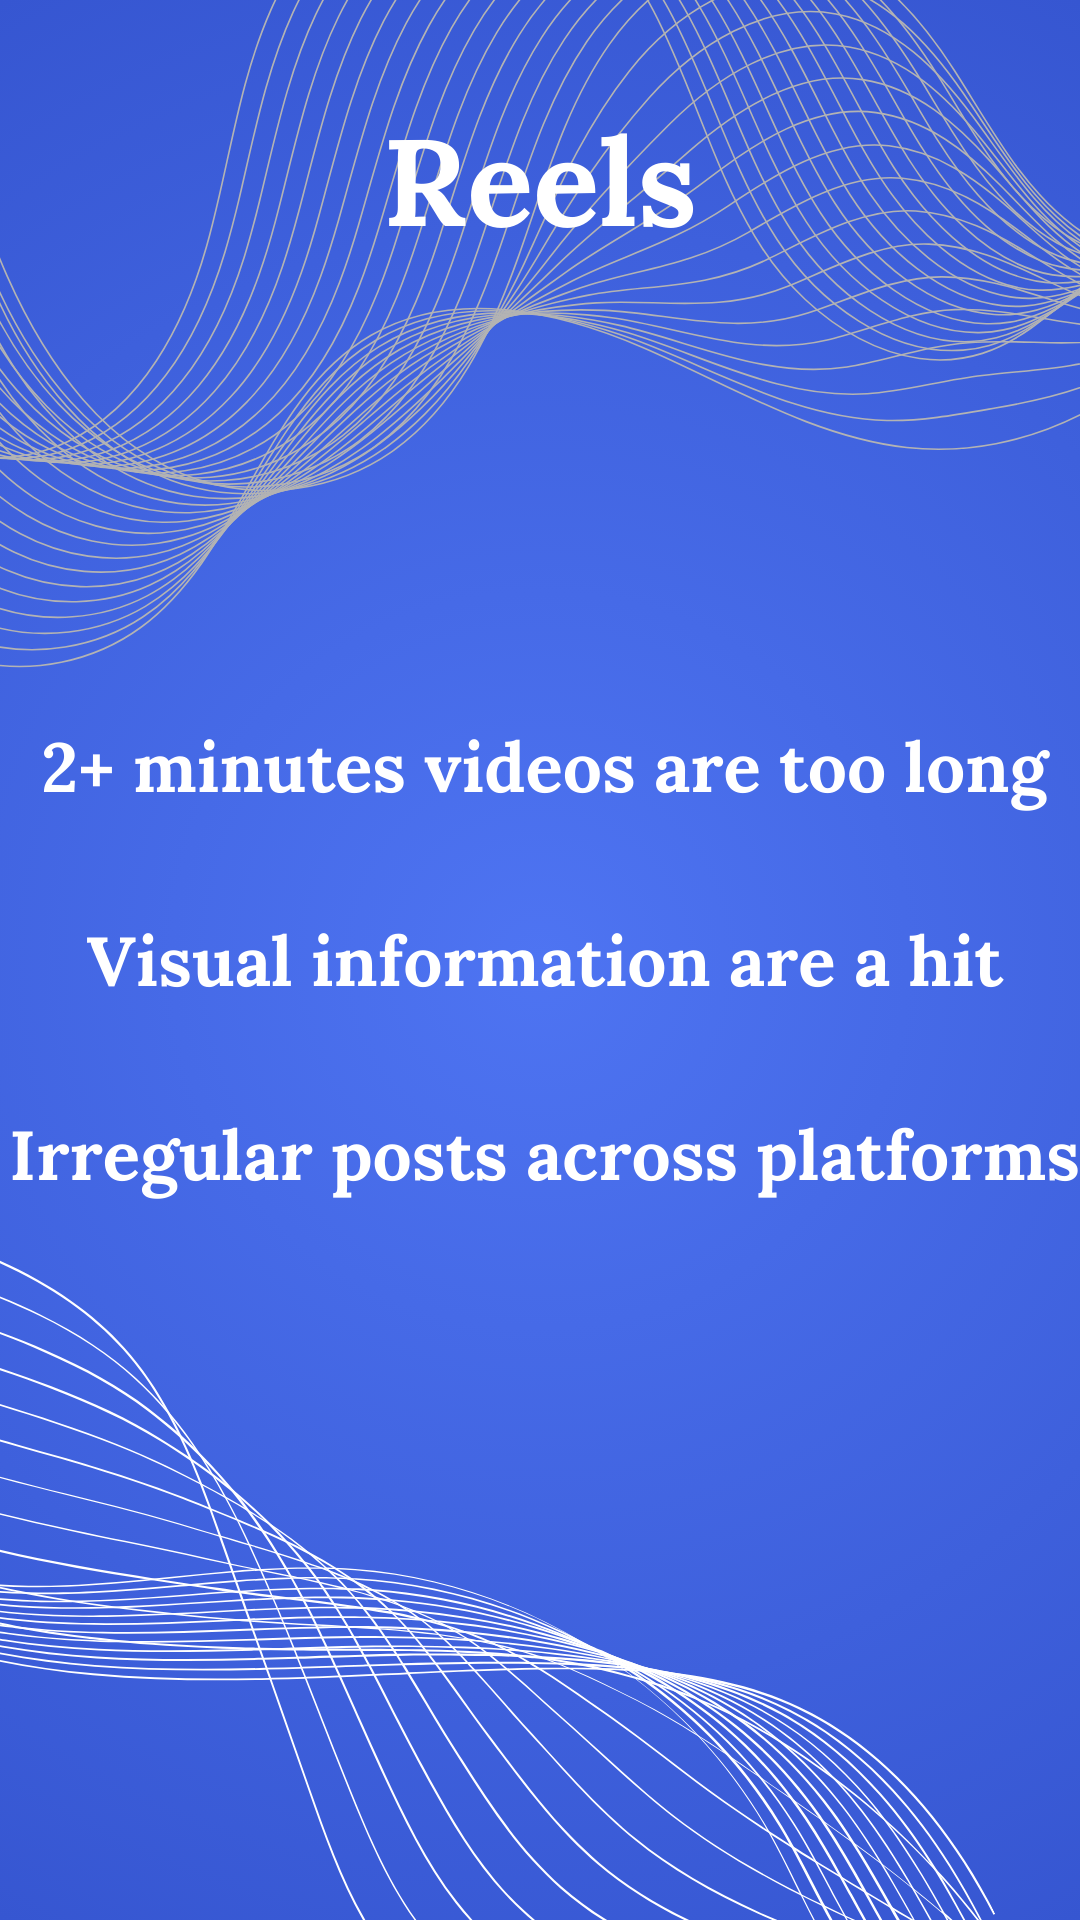 Reels
2+ minutes videos are too long
Visual information are a hit
Irregular posts across platforms